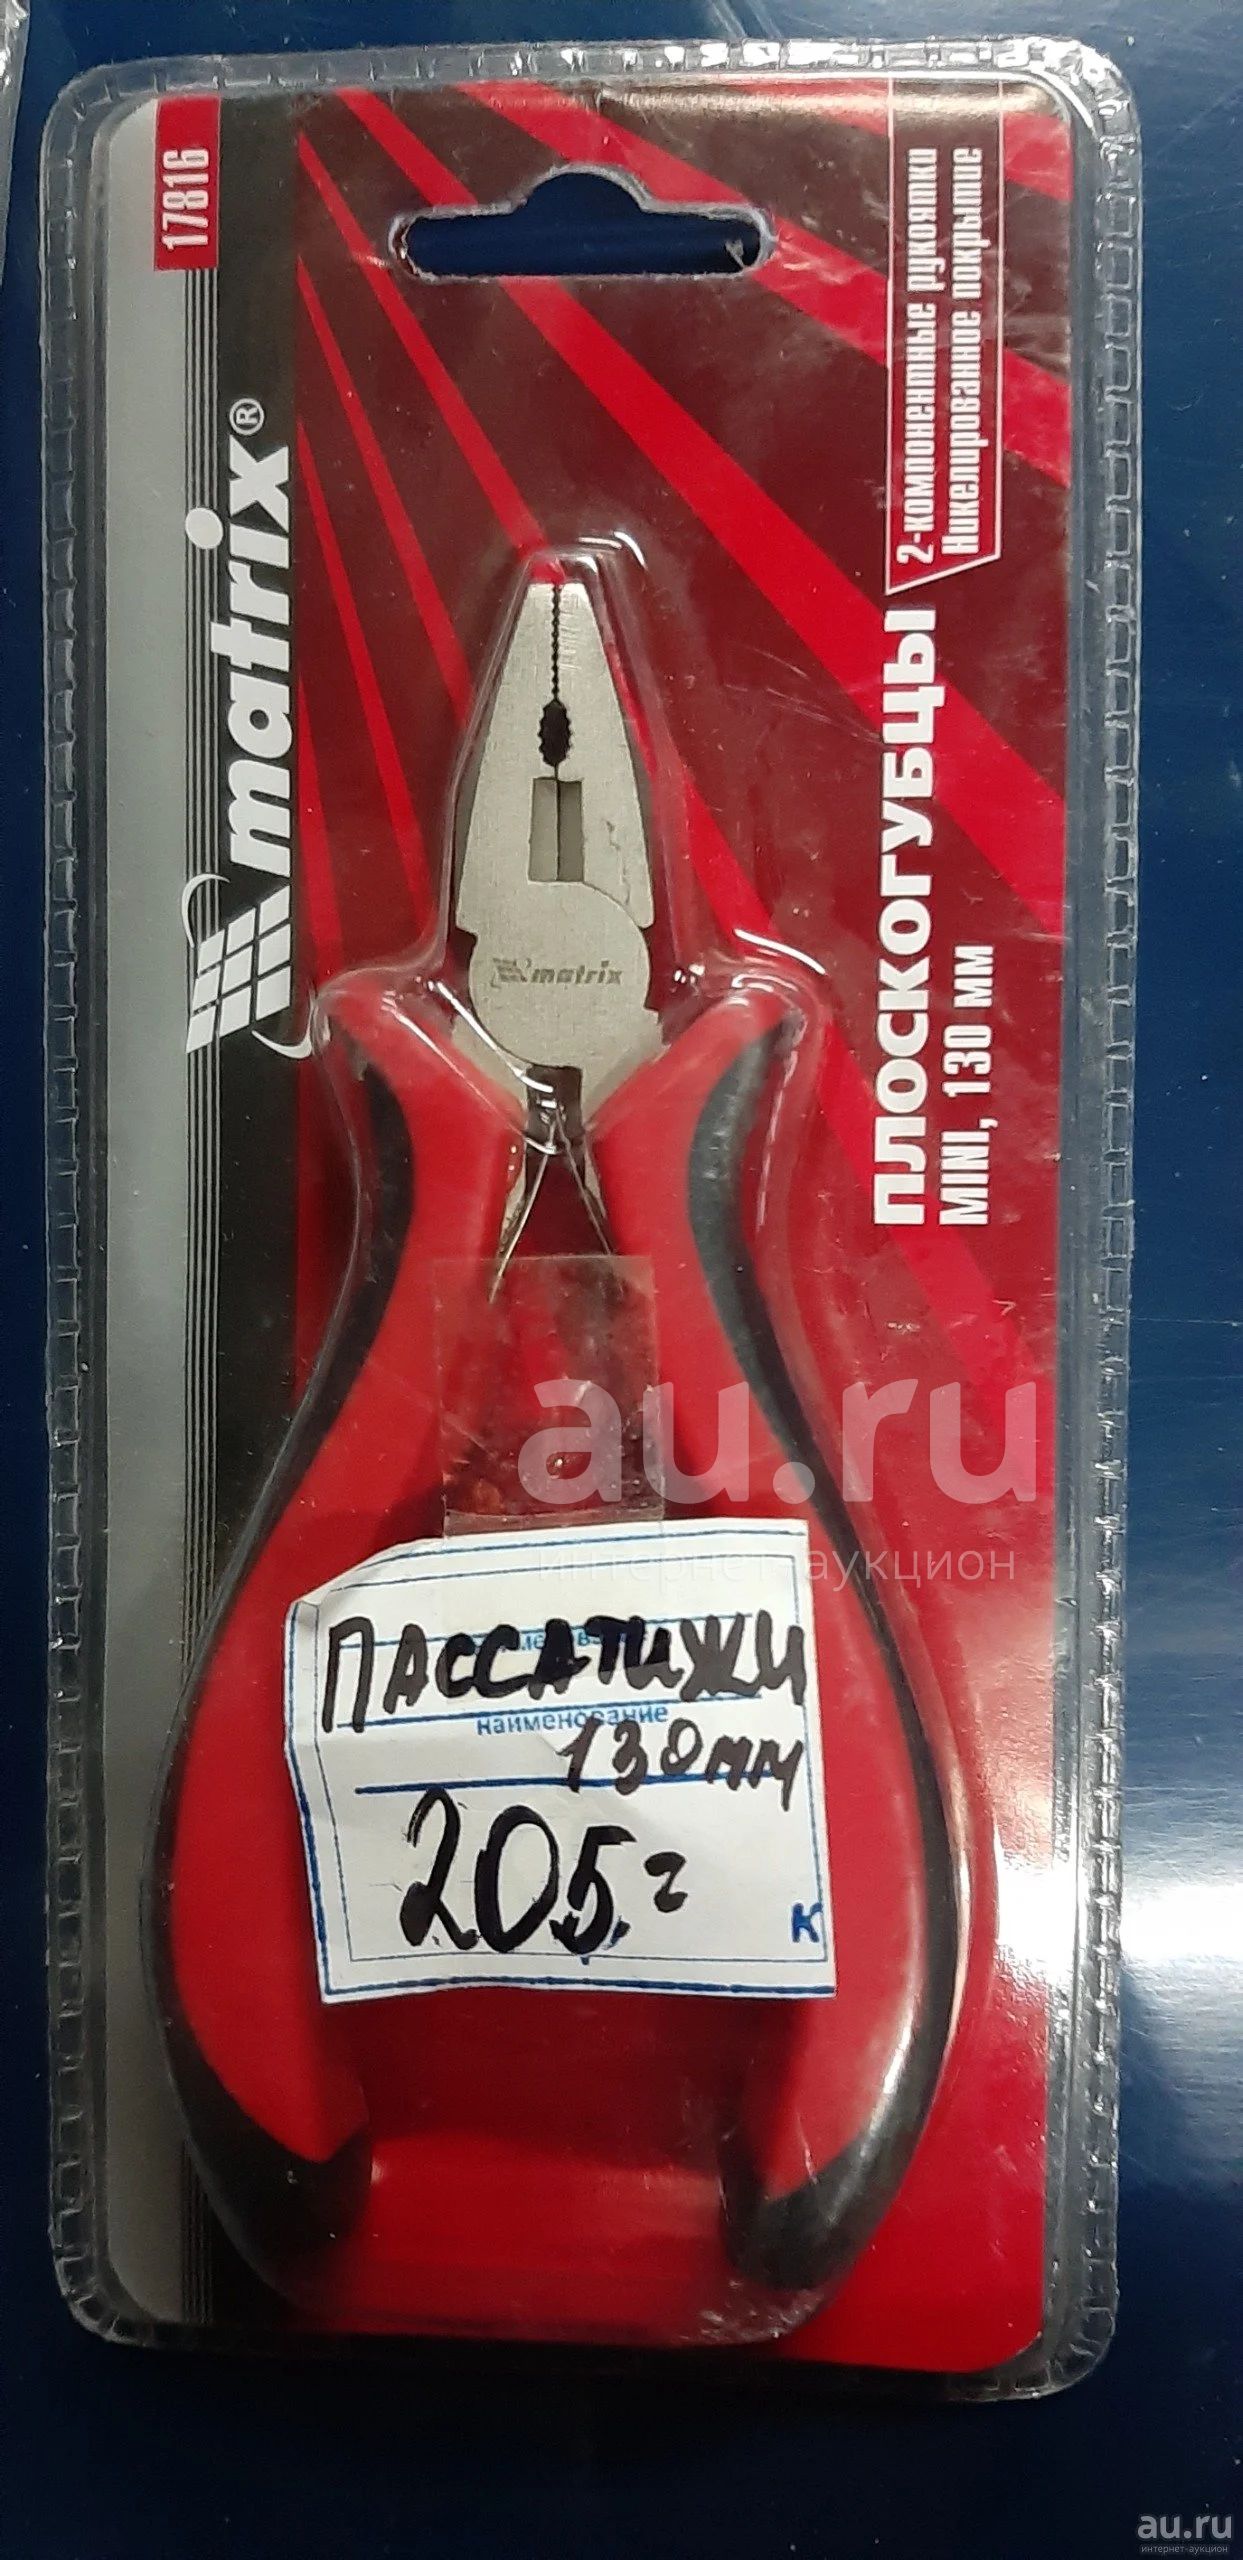 17816
matrix®
2-компонентные рукоятки
Никелированное покрытие
ПЛОСКОГУБЦЫ
MINI, 130 мм
matrix
au.ru
интернет-аукцион
ПАССАТИЖИ
наименование
130мм
205 г
к
au.ru
интернет-аукцион